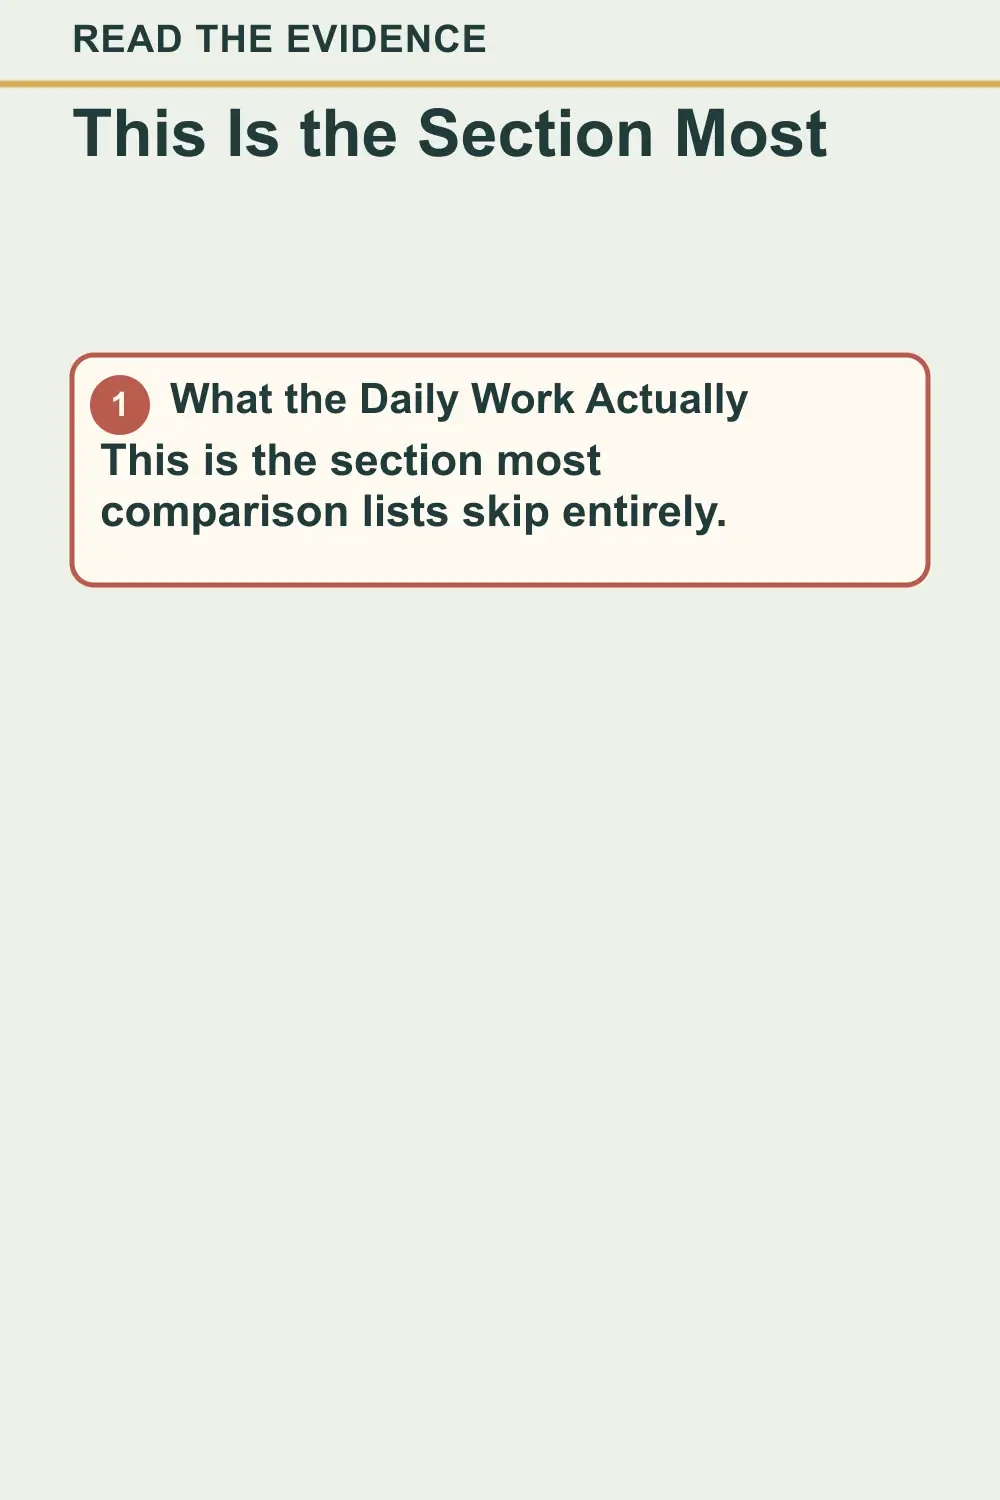 READ THE EVIDENCE
This Is the Section Most
1 What the Daily Work Actually
This is the section most
comparison lists skip entirely.